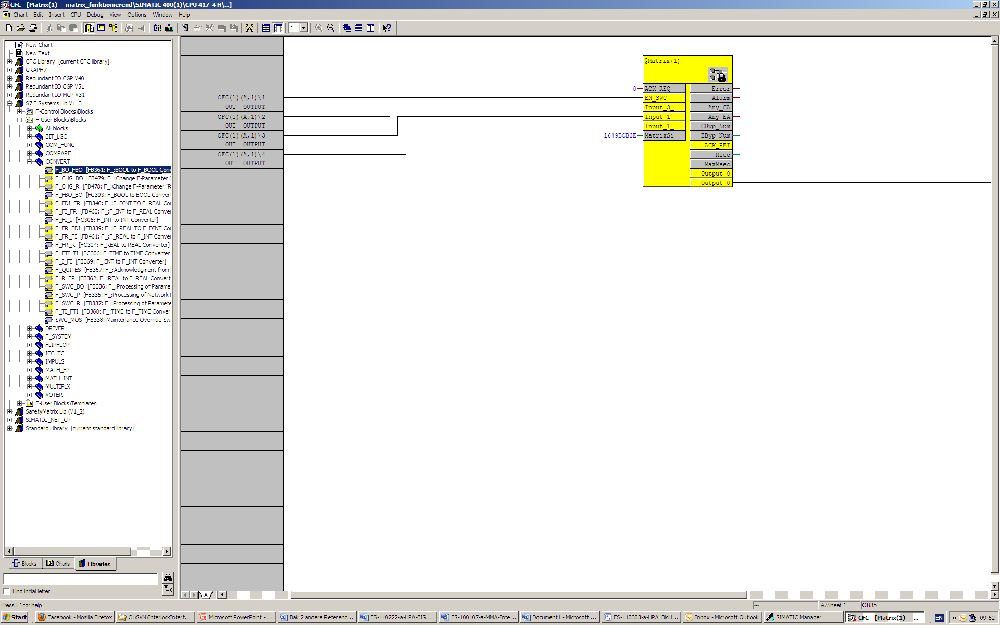 CFC - [Matrix(1) -- matrix_funktionierend\SIMATIC 400(1)\CPU 417-4 H\...]
Chart Edit Insert CPU Debug View Options Window Help
1
New Chart
New Text
CFC Library [current CFC library]
GRAPH7
Redundant IO CGP V40
Redundant IO CGP V51
Redundant IO MGP V31
S7 F Systems Lib V1_3
F-Control Blocks\Blocks
F-User Blocks\Blocks
All blocks
BIT_LGC
COM_FUNC
COMPARE
CONVERT
F_BO_FBO [FB361: F_:BOOL to F_BOOL Conv
F_CHG_BO [FB479: F_:Change F-Parameter "
F_CHG_R [FB478: F_:Change F-Parameter "R
F_FBO_BO [FC303: F_BOOL to BOOL Conver
F_FDI_FR [FB340: F_:F_DINT TO F_REAL Co
F_FI_FR [FB460: F_:F_INT to F_REAL Conve
F_FI_I [FC305: F_INT to INT Converter]
F_FR_FDI [FB339: F_:F_REAL TO F_DINT Co
F_FR_FI [FB461: F_:F_REAL to F_INT Conve
F_FR_R [FC304: F_REAL to REAL Converter]
F_FTI_TI [FC306: F_TIME to TIME Converter]
F_I_FI [FB369: F_:INT to F_INT Converter]
F_QUITES [FB367: F_:Acknowledgment from
F_R_FR [FB362: F_:REAL to F_REAL Convert
F_SWC_BO [FB336: F_:Processing of Parame
F_SWC_P [FB335: F_:Processing of Network
F_SWC_R [FB337: F_:Processing of Paramete
F_TI_FTI [FB368: F_:TIME to F_TIME Conver
SWC_MOS [FB338: Maintenance Override Sw
DRIVER
F_SYSTEM
FLIPFLOP
IEC_TC
IMPULS
MATH_FP
MATH_INT
MULTIPLX
VOTER
F-User Blocks\Templates
SafetyMatrix Lib (V1_2)
SIMATIC_NET_CP
Standard Library [current standard library]
Blocks Charts Libraries
Find initial letter
CFC(1)(A,1)\1
OUT OUTPUT
CFC(1)(A,1)\2
OUT OUTPUT
CFC(1)(A,1)\3
OUT OUTPUT
CFC(1)(A,1)\4
OUT OUTPUT
@Matrix(1)
0 ACK_REQ Error
EN_SWC Alarm
Input_3_ Any_CA
Input_1_ Any_EA
Input_1_ CByp_Num
16#9BCB3E MatrixSi EByp_Num
ACK_REI
Msec
MaxMsec
Output_0
Output_0
A
Press F1 for help.
--- A/Sheet 1 OB35
Start Facebook - Mozilla Firefox C:\SVN\InterlockInterf... Microsoft PowerPoint - ... Bak 2 andere Referenc... ES-110222-a-HPA-BIS... ES-100107-a-MMA-Inte... Document1 - Microsoft ... ES-110303-a-HPA_BisLi... Inbox - Microsoft Outlook SIMATIC Manager CFC - [Matrix(1) -- ... EN « 09:52